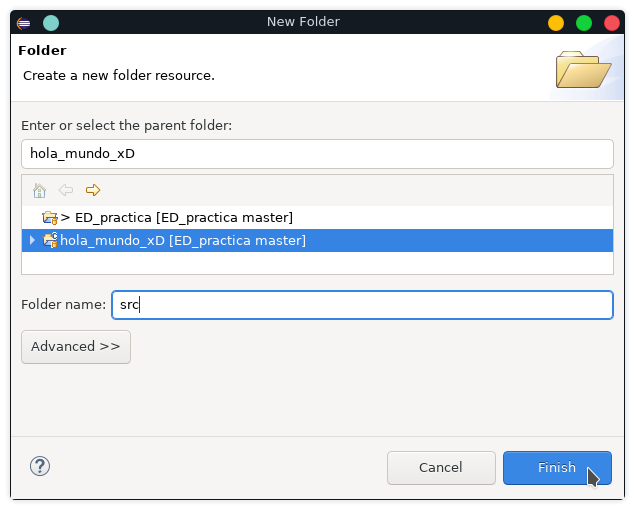 New Folder
Folder
Create a new folder resource.
Enter or select the parent folder:
hola_mundo_xD
> ED_practica [ED_practica master]
hola_mundo_xD [ED_practica master]
Folder name: src
Advanced >>
? Cancel Finish